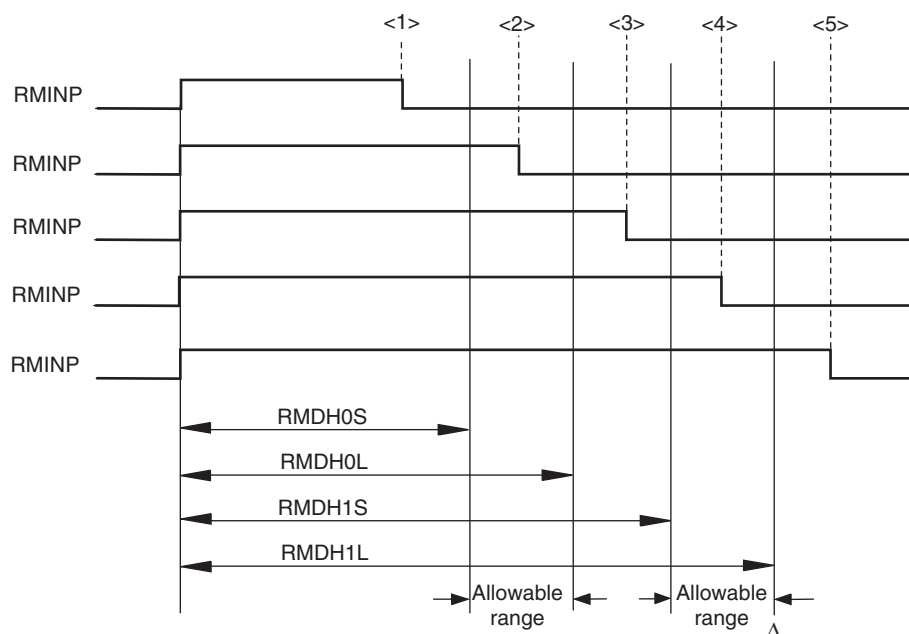 <1>
<2>
<3>
<4>
<5>
RMINP
RMINP
RMINP
RMINP
RMINP
RMDH0S
RMDH0L
RMDH1S
RMDH1L
Allowable
range
Allowable
range
Δ